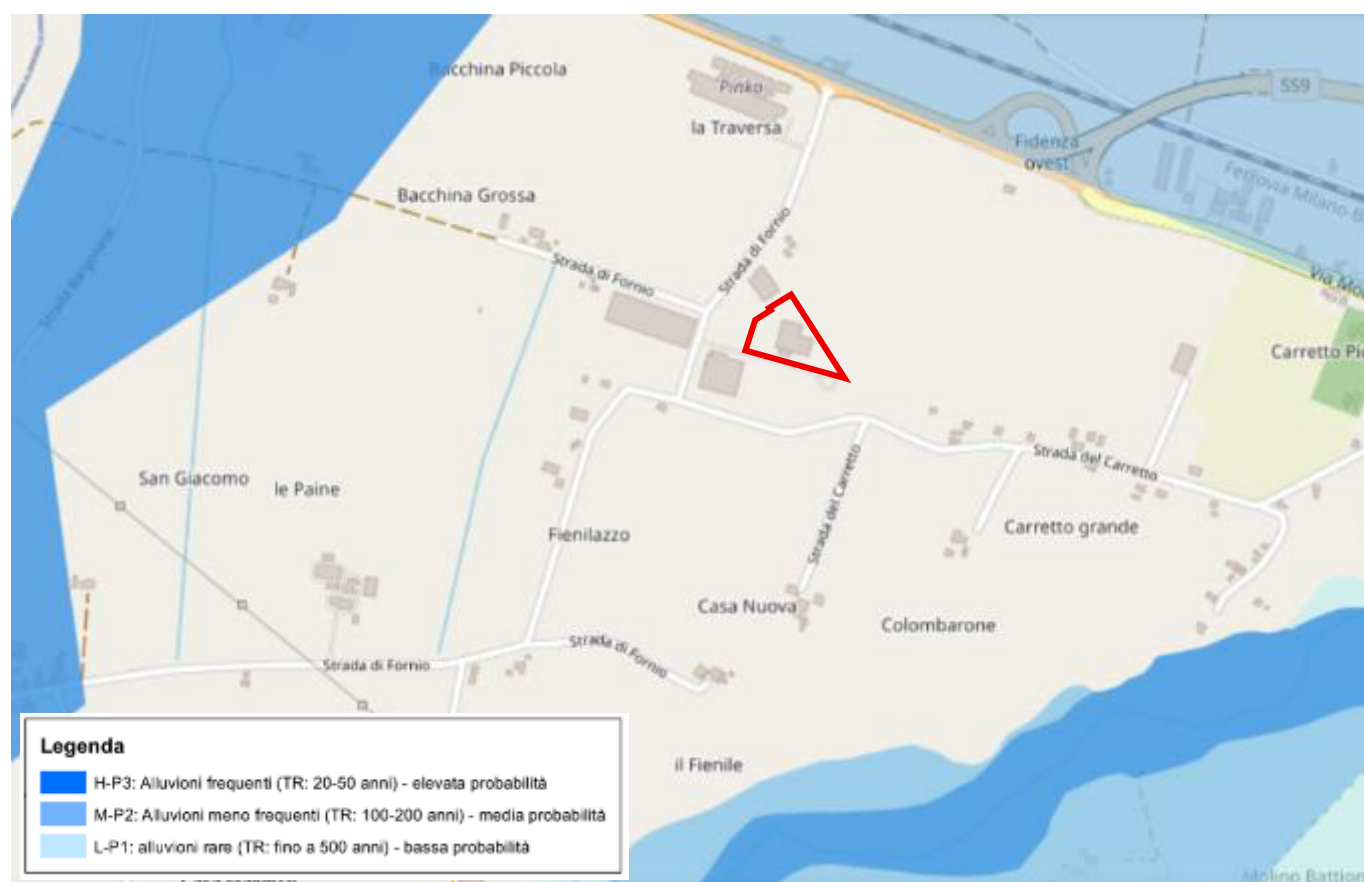 Bacchina Piccola
Pinko
la Traversa
SS9
Fidenza
ovest
Ferrovia Milano-B
Bacchina Grossa
Strada di Fornio
Strada di Fornio
Via Mo
Carretto Pi
San Giacomo
le Paine
Strada del Carretto
Strada del Carretto
Fienilazzo
Carretto grande
Casa Nuova
Colombarone
Strada di Fornio
Strada di Fornio
il Fienile
Legenda
H-P3: Alluvioni frequenti (TR: 20-50 anni) - elevata probabilità
M-P2: Alluvioni meno frequenti (TR: 100-200 anni) - media probabilità
L-P1: alluvioni rare (TR: fino a 500 anni) - bassa probabilità
Molino Battion